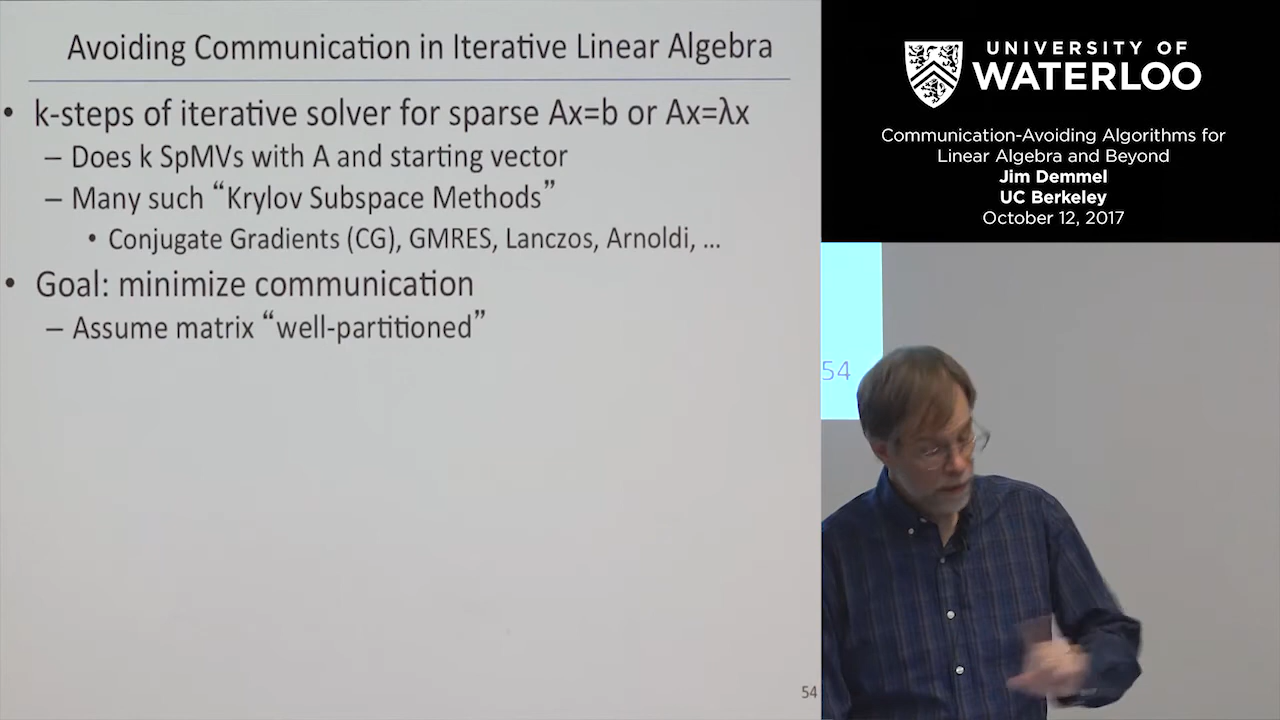 Avoiding Communication in Iterative Linear Algebra
• k-steps of iterative solver for sparse Ax=b or Ax=λx
– Does k SpMVs with A and starting vector
– Many such “Krylov Subspace Methods”
• Conjugate Gradients (CG), GMRES, Lanczos, Arnoldi, ...
• Goal: minimize communication
– Assume matrix “well-partitioned”
54
UNIVERSITY OF
WATERLOO
Communication-Avoiding Algorithms for
Linear Algebra and Beyond
Jim Demmel
UC Berkeley
October 12, 2017
54